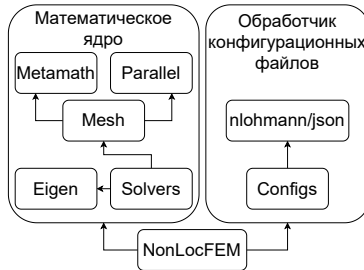 Математическое
ядро
Metamath
Parallel
Mesh
Eigen
Solvers
Обработчик
конфигурационных
файлов
nlohmann/json
Configs
NonLocFEM